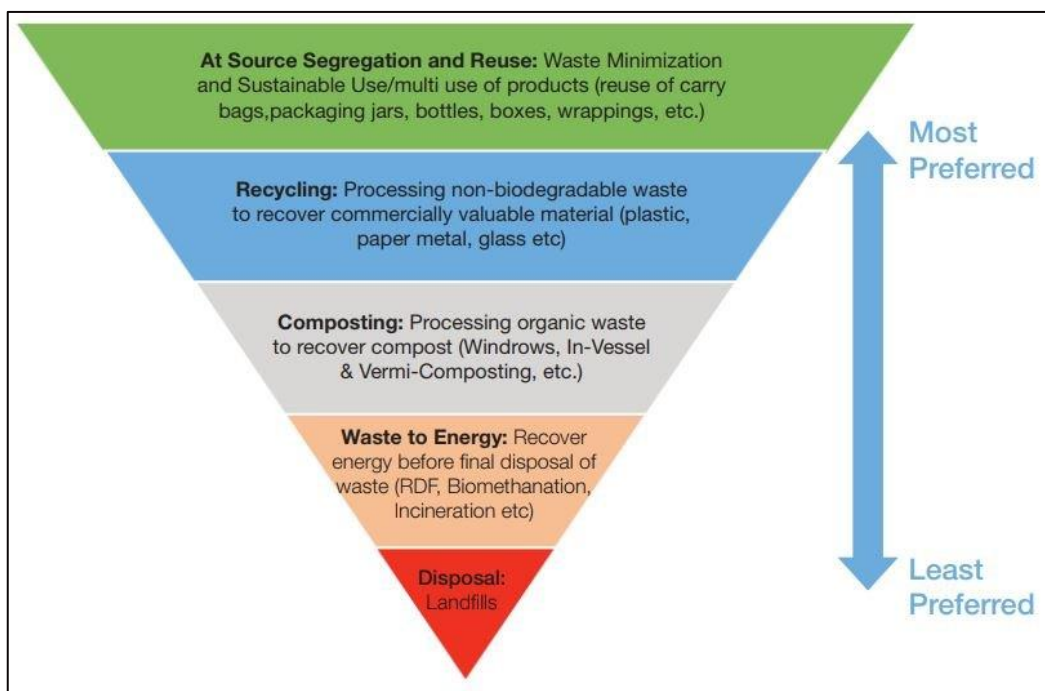 At Source Segregation and Reuse: Waste Minimization
and Sustainable Use/multi use of products (reuse of carry
bags,packaging jars, bottles, boxes, wrappings, etc.)
Most
Preferred
Recycling: Processing non-biodegradable waste
to recover commercially valuable material (plastic,
paper metal, glass etc)
Composting: Processing organic waste
to recover compost (Windrows, In-Vessel
& Vermi-Composting, etc.)
Waste to Energy: Recover
energy before final disposal of
waste (RDF, Biomethanation,
Incineration etc)
Disposal:
Landfills
Least
Preferred